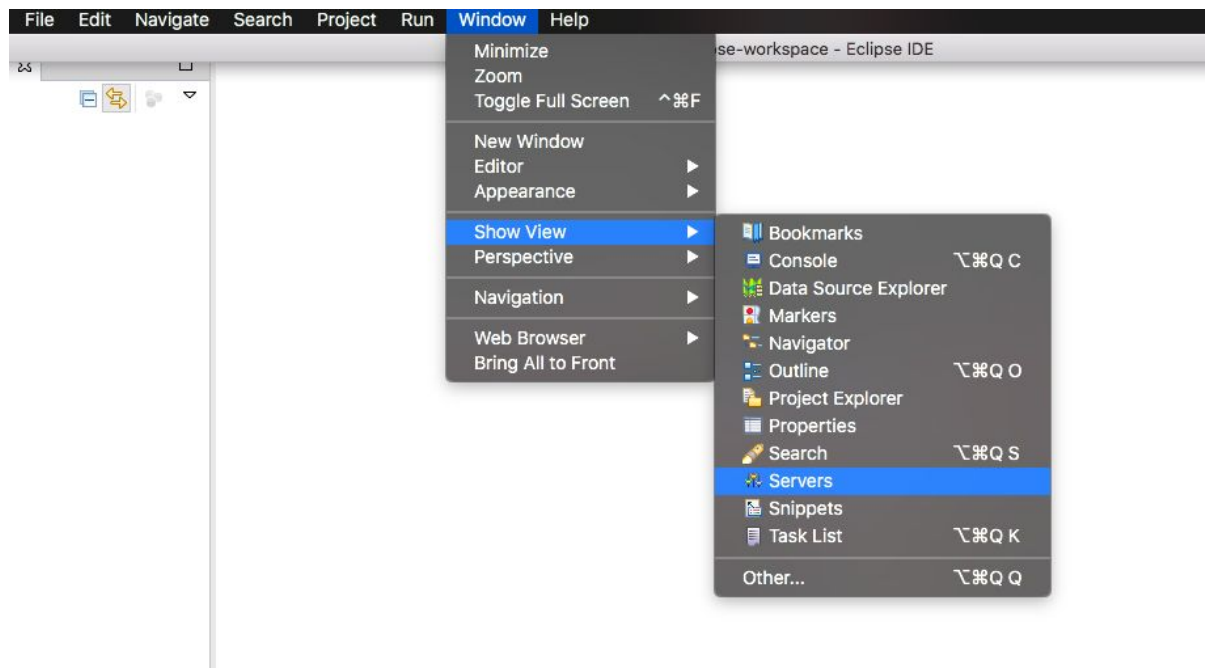 File Edit Navigate Search Project Run Window Help
se-workspace - Eclipse IDE
Minimize
Zoom
Toggle Full Screen ^⌘F
New Window
Editor
Appearance
Show View
Perspective
Navigation
Web Browser
Bring All to Front
Bookmarks
Console ⌥⌘Q C
Data Source Explorer
Markers
Navigator
Outline ⌥⌘Q O
Project Explorer
Properties
Search ⌥⌘Q S
Servers
Snippets
Task List ⌥⌘Q K
Other... ⌥⌘Q Q